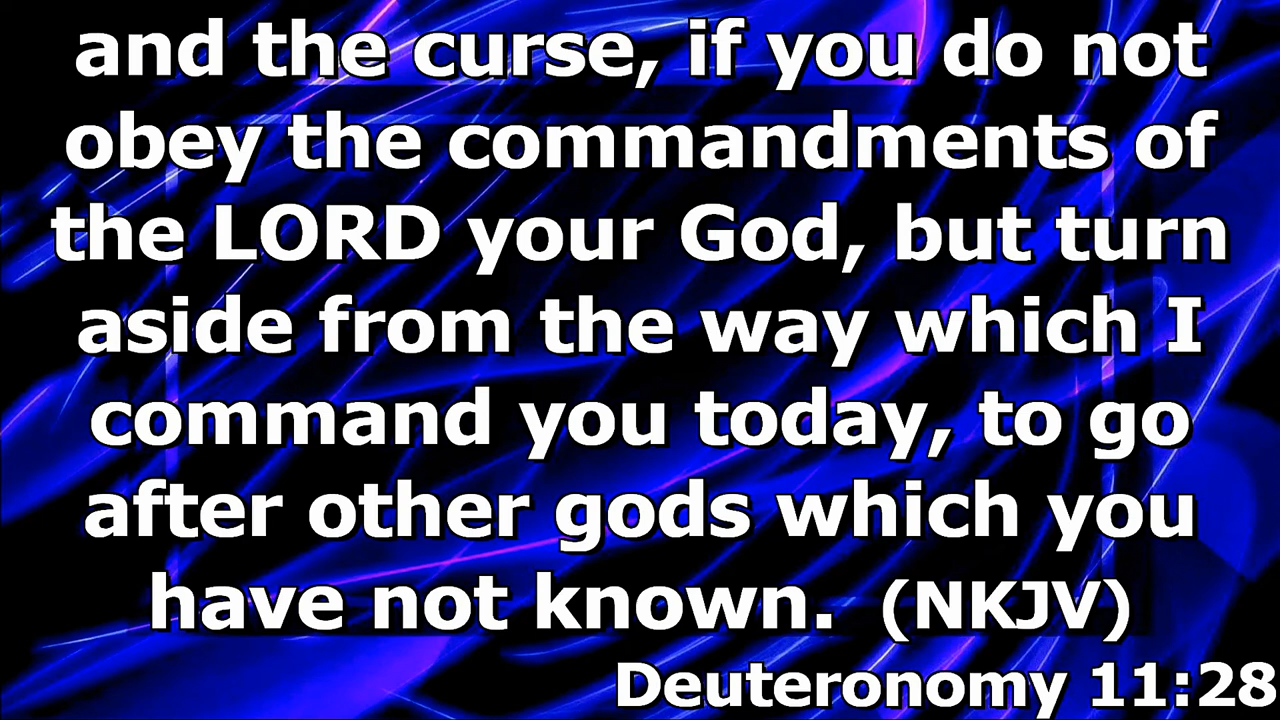 and the curse, if you do not
obey the commandments of
the LORD your God, but turn
aside from the way which I
command you today, to go
after other gods which you
have not known. (NKJV)
Deuteronomy 11:28